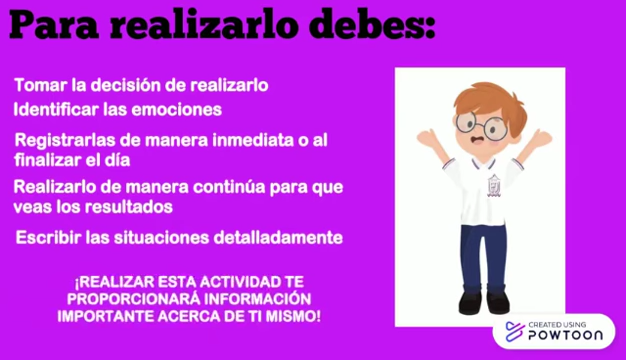 Para realizarlo debes:
Tomar la decisión de realizarlo
Identificar las emociones
Registrarlas de manera inmediata o al
finalizar el día
Realizarlo de manera continúa para que
veas los resultados
Escribir las situaciones detalladamente
¡REALIZAR ESTA ACTIVIDAD TE
PROPORCIONARÁ INFORMACIÓN
IMPORTANTE ACERCA DE TI MISMO!
CREATED USING
POWTOON